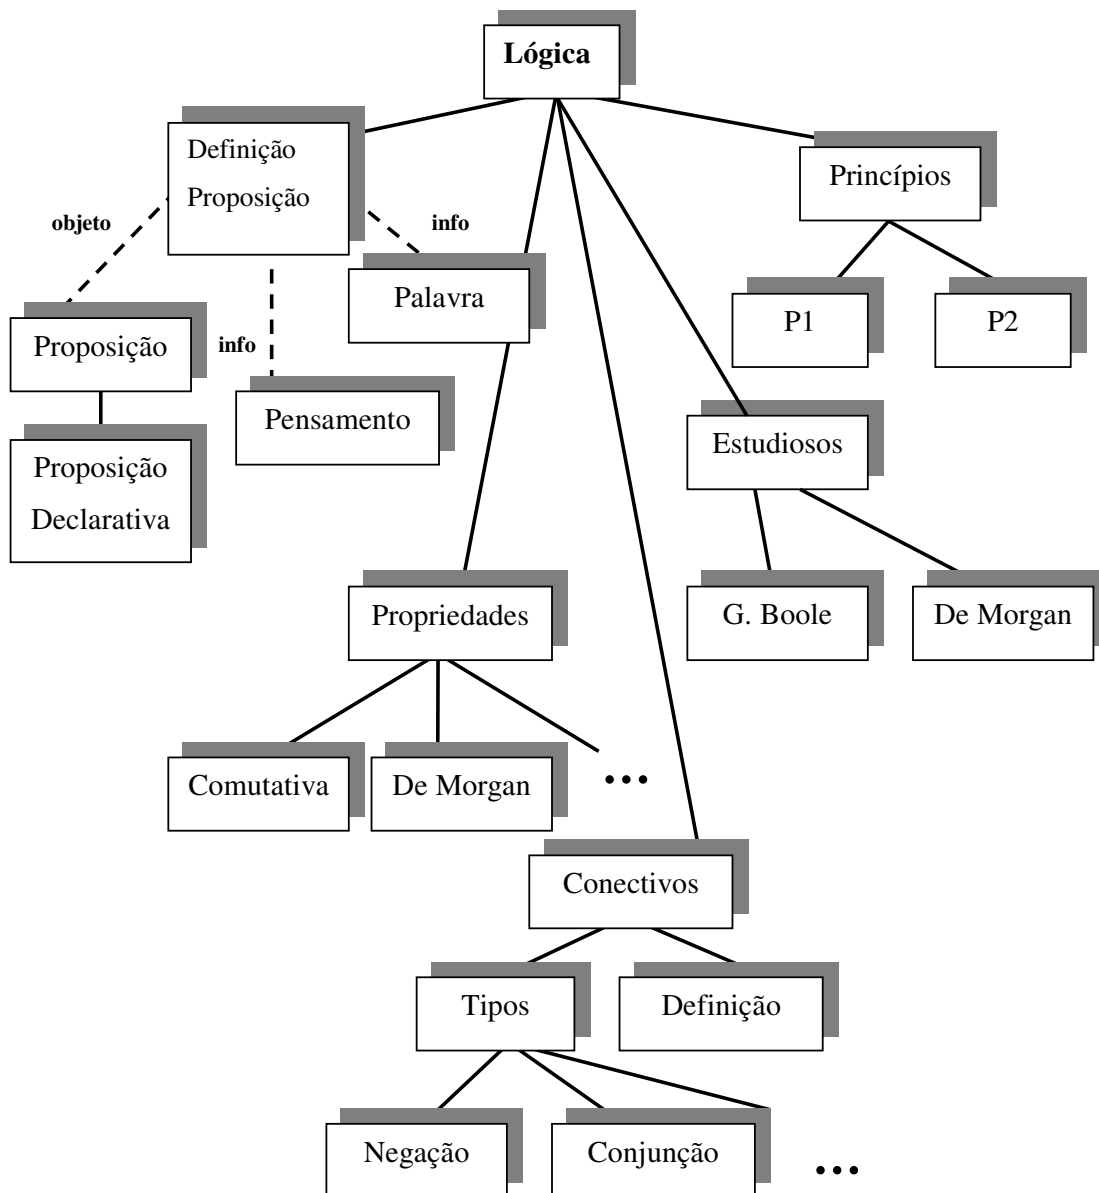 Lógica
Definição
Proposição
Princípios
objeto
info
Palavra
P1
P2
Proposição
info
Pensamento
Estudiosos
Proposição
Declarativa
Propriedades
G. Boole
De Morgan
Comutativa
De Morgan
...
Conectivos
Tipos
Definição
Negação
Conjunção
...